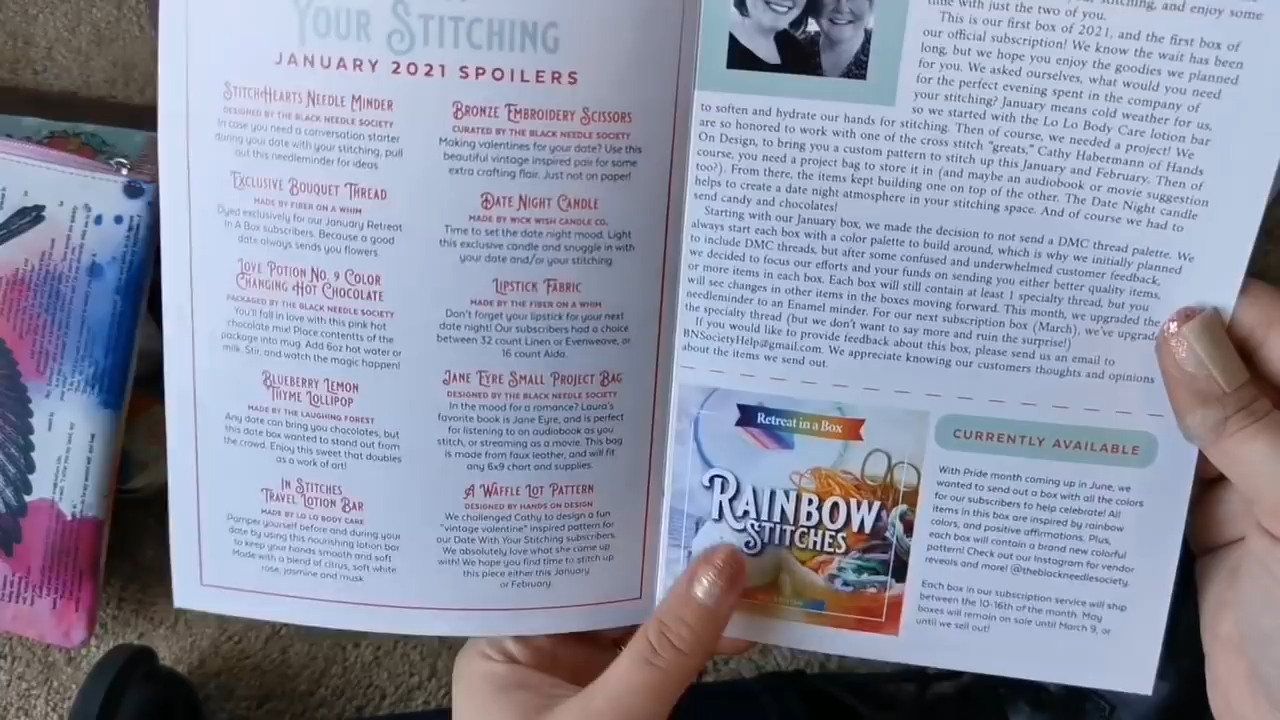 YOUR STITCHING
JANUARY 2021 SPOILERS
STITCHHEARTS NEEDLE MINDER
DESIGNED BY THE BLACK NEEDLE SOCIETY
In case you need a conversation starter
during your date with your stitching, pull
out this needleminder for ideas.
EXCLUSIVE BOUQUET THREAD
MADE BY FIBER ON A WHIM
Dyed exclusively for our January Retreat
In A Box subscribers. Because a good
date always sends you flowers.
LOVE POTION NO. 9 COLOR
CHANGING HOT CHOCOLATE
PACKAGED BY THE BLACK NEEDLE SOCIETY
You'll fall in love with this pink hot
chocolate mix! Place contents of the
package into mug. Add 6oz hot water or
milk. Stir, and watch the magic happen!
BLUEBERRY LEMON
THYME LOLLIPOP
MADE BY THE LAUGHING FOREST
Any date can bring you chocolates, but
this date box wanted to stand out from
the crowd. Enjoy this sweet that doubles
as a work of art!
IN STITCHES
TRAVEL LOTION BAR
MADE BY LO LO BODY CARE
Pamper yourself before and during your
date by using this nourishing lotion bar
to keep your hands smooth and soft.
Made with a blend of citrus, soft white
rose, jasmine and musk.
BRONZE EMBROIDERY SCISSORS
CURATED BY THE BLACK NEEDLE SOCIETY
Making valentines for your date? Use this
beautiful vintage inspired pair for some
extra crafting flair. Just not on paper!
DATE NIGHT CANDLE
MADE BY WICK WISH CANDLE CO.
Time to set the date night mood. Light
this exclusive candle and snuggle in with
your date and/or your stitching.
LIPSTICK FABRIC
MADE BY THE FIBER ON A WHIM
Don't forget your lipstick for your next
date night! Our subscribers had a choice
between 32 count Linen or Evenweave, or
16 count Aida.
JANE EYRE SMALL PROJECT BAG
DESIGNED BY THE BLACK NEEDLE SOCIETY
In the mood for a romance? Laura's
favorite book is Jane Eyre, and is perfect
for listening to an audiobook as you
stitch, or streaming as a movie. This bag
is made from faux leather, and will fit
any 6x9 chart and supplies.
A WAFFLE LOT PATTERN
DESIGNED BY HANDS ON DESIGN
We challenged Cathy to design a fun
"vintage valentine" inspired pattern for
our Date With Your Stitching subscribers.
We absolutely love what she came up
with! We hope you find time to stitch up
this piece either this January
or February.
stitching, and enjoy some
time with just the two of you.
This is our first box of 2021, and the first box of
our official subscription! We know the wait has been
long, but we hope you enjoy the goodies we planned
for you. We asked ourselves, what would you need
for the perfect evening spent in the company of
your stitching? January means cold weather for us,
so we started with the Lo Lo Body Care lotion bar
to soften and hydrate our hands for stitching. Then of course, we needed a project! We
are so honored to work with one of the cross stitch "greats," Cathy Habermann of Hands
On Design, to bring you a custom pattern to stitch up this January and February. Then of
course, you need a project bag to store it in (and maybe an audiobook or movie suggestion
too?). From there, the items kept building one on top of the other. The Date Night candle
helps to create a date night atmosphere in your stitching space. And of course we had to
send candy and chocolates!
Starting with our January box, we made the decision to not send a DMC thread palette. We
always start each box with a color palette to build around, which is why we initially planned
to include DMC threads, but after some confused and underwhelmed customer feedback,
we decided to focus our efforts and your funds on sending you either better quality items,
or more items in each box. Each box will still contain at least 1 specialty thread, but you
will see changes in other items in the boxes moving forward. This month, we upgraded the
needleminder to an Enamel minder. For our next subscription box (March), we've upgrade
the specialty thread (but we don't want to say more and ruin the surprise!)
If you would like to provide feedback about this box, please send us an email to
BNSocietyHelp@gmail.com. We appreciate knowing our customers thoughts and opinions
about the items we send out.
Retreat in a Box
RAINBOW
STITCHES
CURRENTLY AVAILABLE
With Pride month coming up in June, we
wanted to send out a box with all the colors
for our subscribers to help celebrate! All
items in this box are inspired by rainbow
colors, and positive affirmations. Plus,
each box will contain a brand new colorful
pattern! Check out our Instagram for vendor
reveals and more! @theblackneedlesociety.
Each box in our subscription service will ship
between the 10-16th of the month. May
boxes will remain on sale until March 9, or
until we sell out!